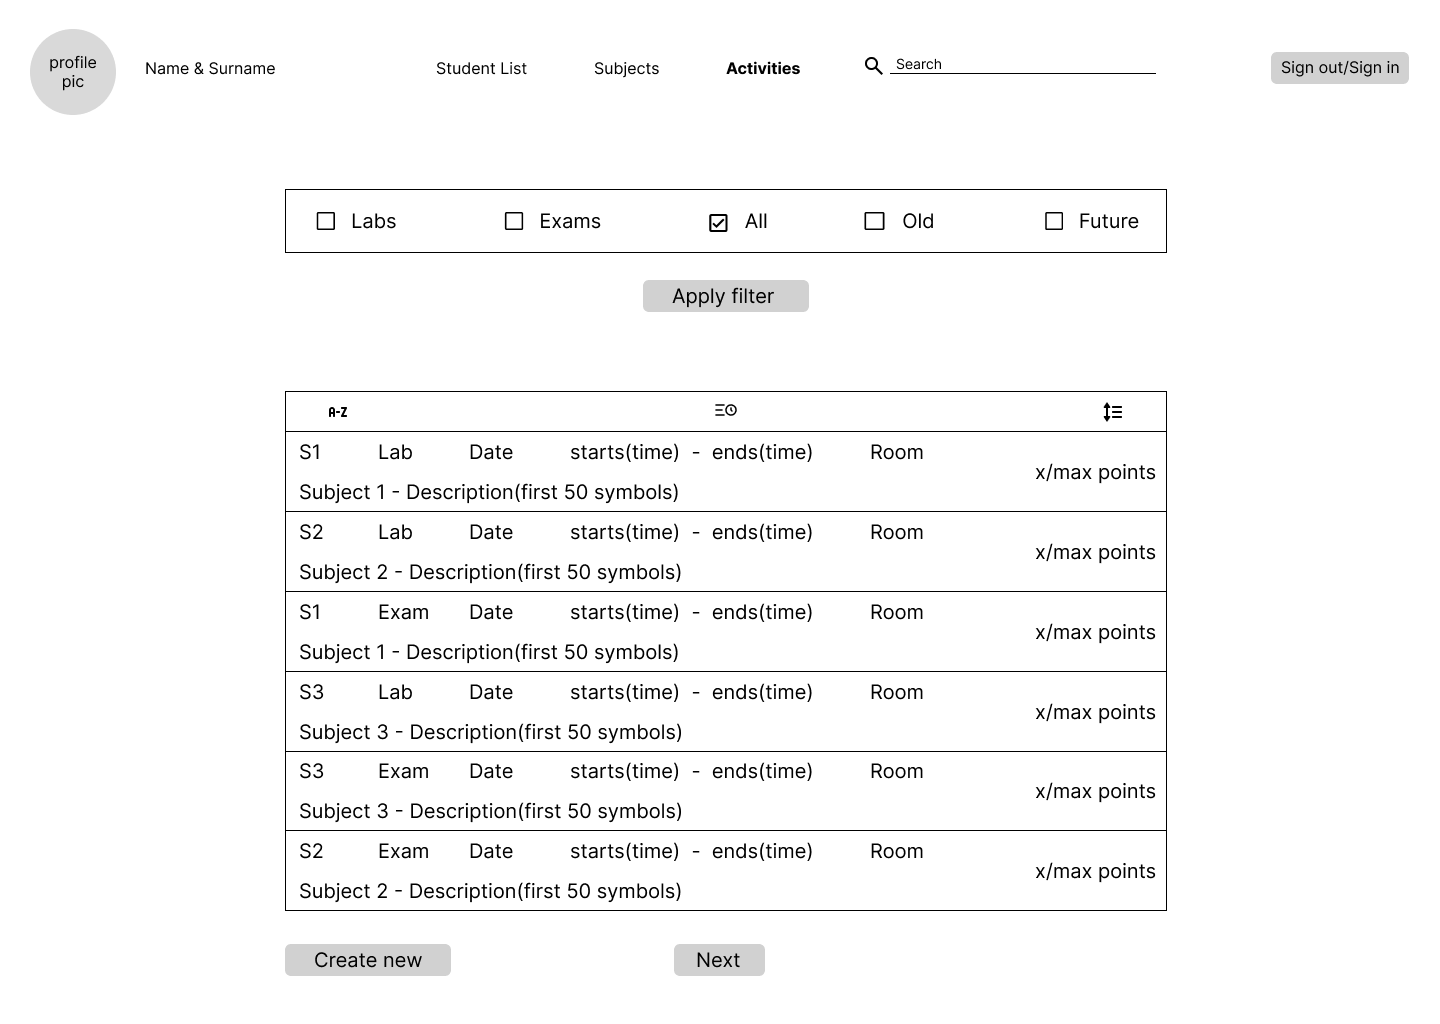 profile
pic
Name & Surname
Student List
Subjects
Activities
Search
Sign out/Sign in
Labs
Exams
All
Old
Future
Apply filter
A-Z
S1 Lab Date starts(time) - ends(time) Room
x/max points
Subject 1 - Description(first 50 symbols)
S2 Lab Date starts(time) - ends(time) Room
x/max points
Subject 2 - Description(first 50 symbols)
S1 Exam Date starts(time) - ends(time) Room
x/max points
Subject 1 - Description(first 50 symbols)
S3 Lab Date starts(time) - ends(time) Room
x/max points
Subject 3 - Description(first 50 symbols)
S3 Exam Date starts(time) - ends(time) Room
x/max points
Subject 3 - Description(first 50 symbols)
S2 Exam Date starts(time) - ends(time) Room
x/max points
Subject 2 - Description(first 50 symbols)
Create new
Next